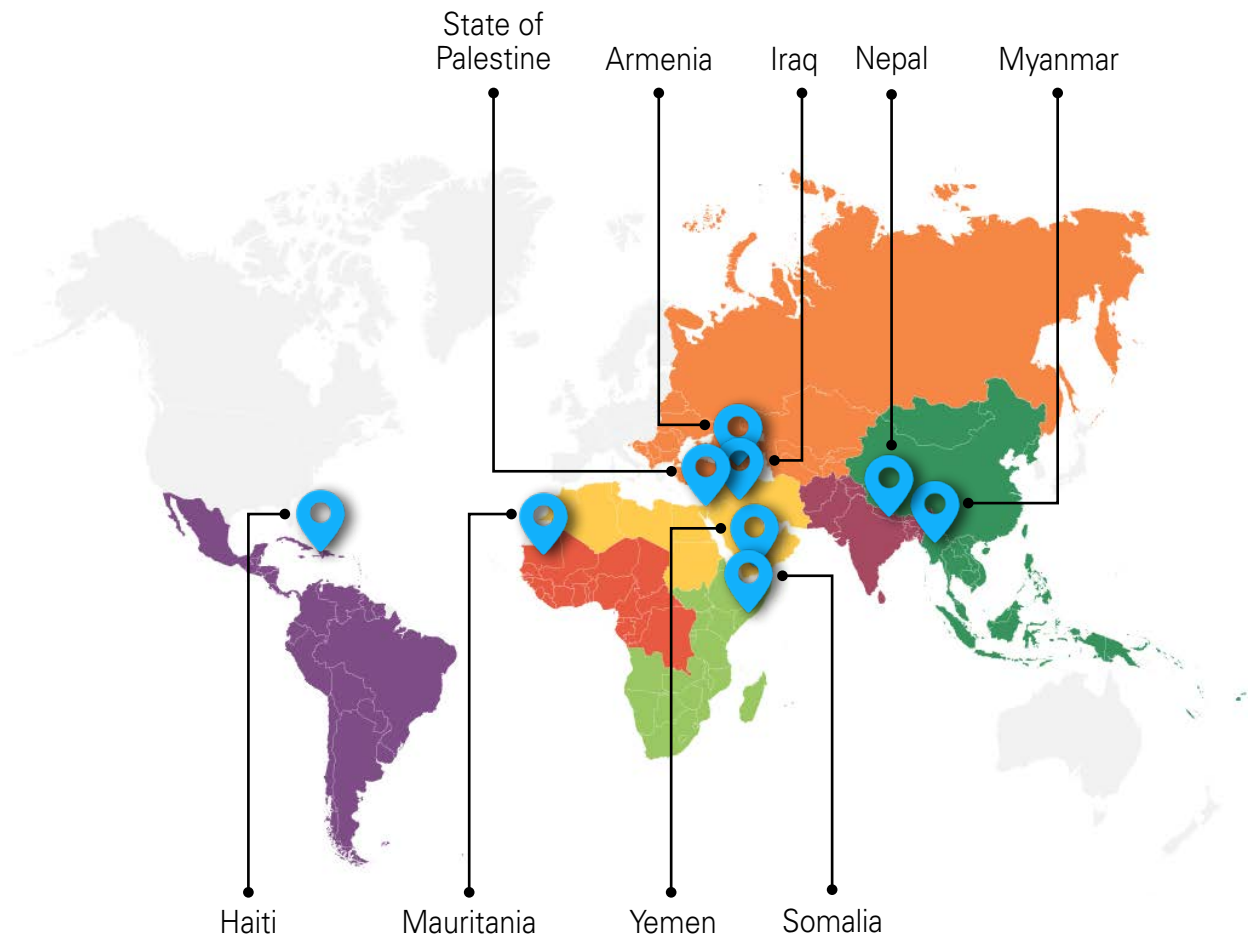 State of
Palestine
Armenia
Iraq
Nepal
Myanmar
Haiti
Mauritania
Yemen
Somalia